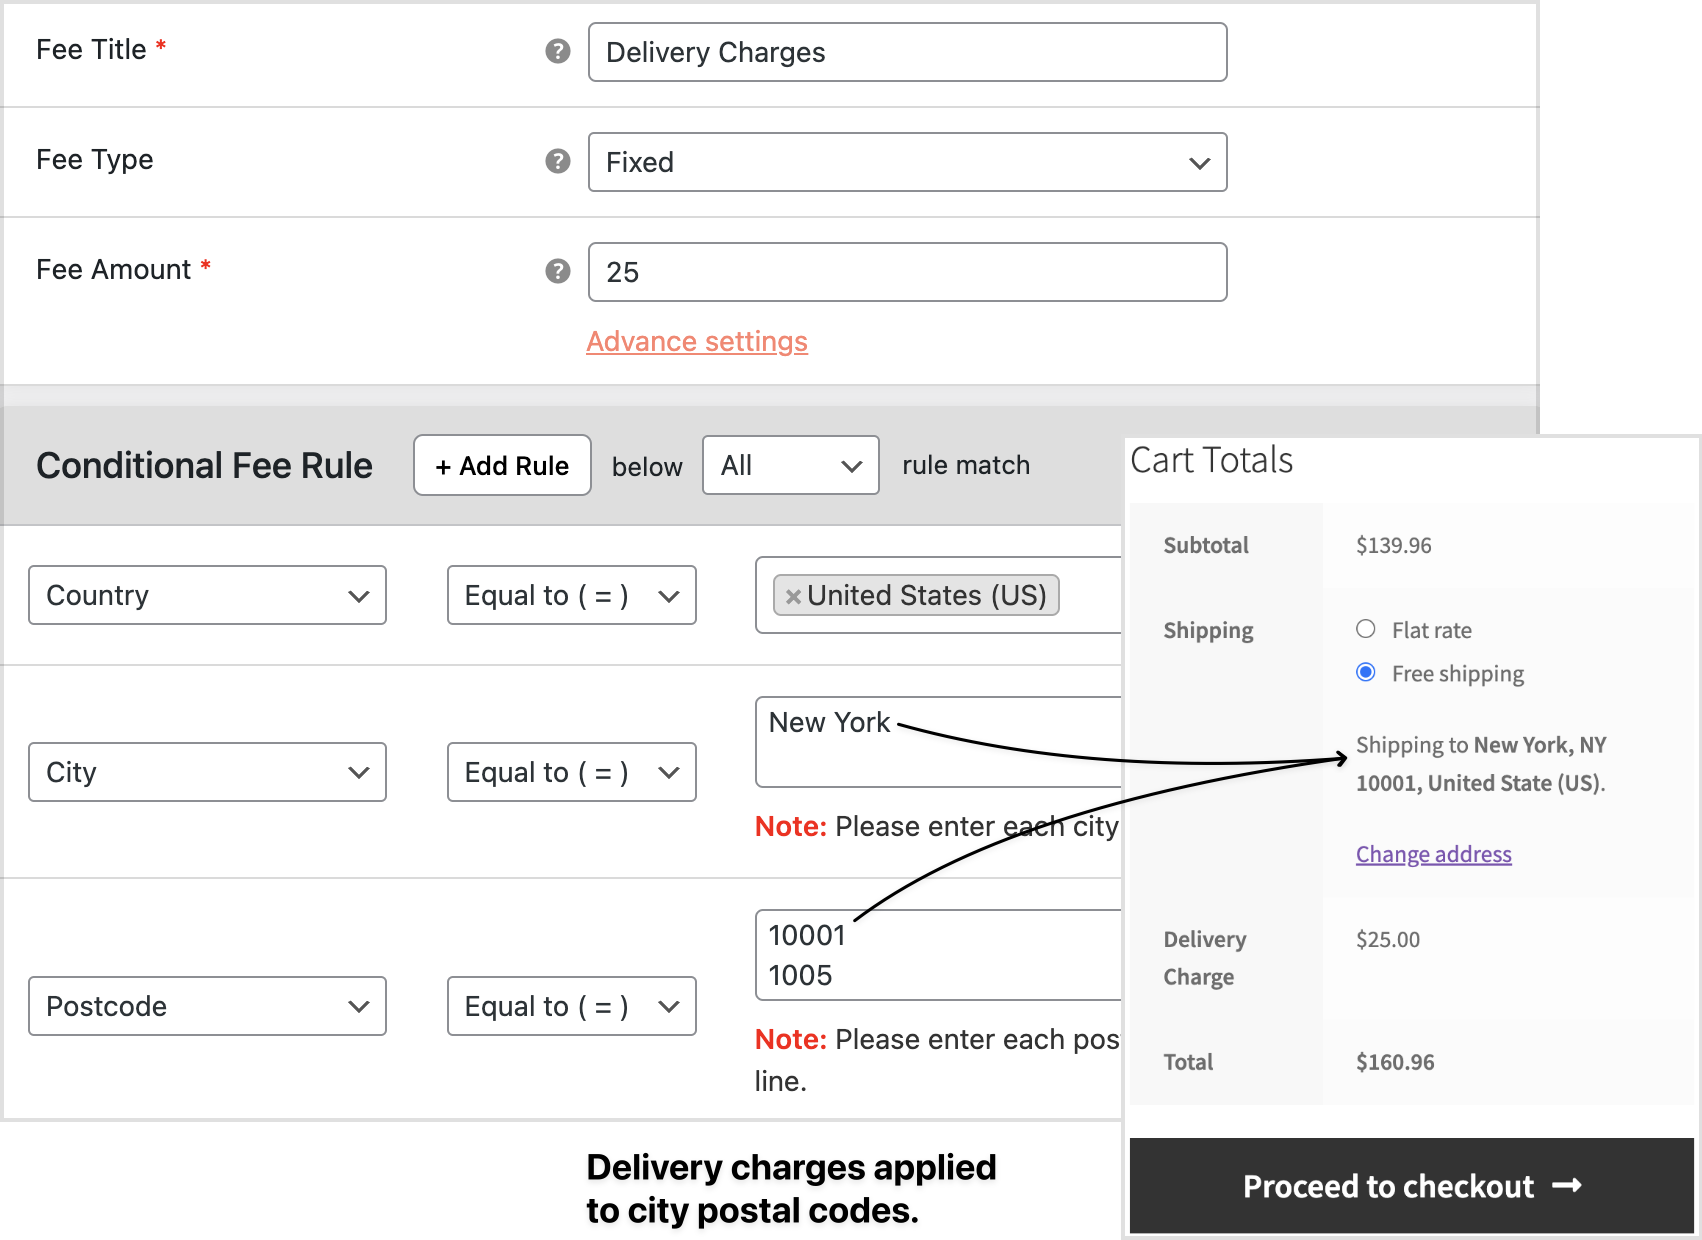 Fee Title *
? Delivery Charges
Fee Type
? Fixed
Fee Amount *
? 25
Advance settings
Conditional Fee Rule
+ Add Rule
below
All
rule match
Country
Equal to ( = )
× United States (US)
City
Equal to ( = )
New York
Note: Please enter each city
Postcode
Equal to ( = )
10001
1005
Note: Please enter each
line.
Cart Totals
Subtotal
$139.96
Shipping
Flat rate
Free shipping
Shipping to New York, NY
10001, United State (US).
Change address
Delivery
Charge
$25.00
Total
$160.96
Proceed to checkout →
Delivery charges applied
to city postal codes.